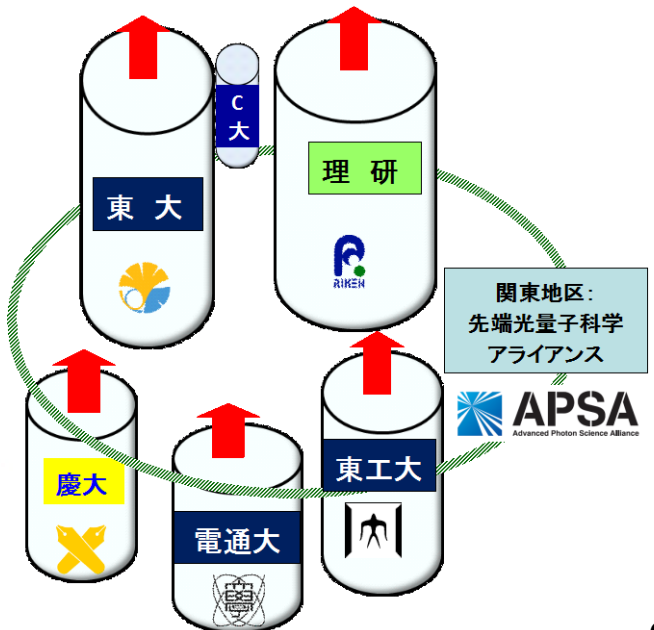 C
大
東 大
理 研
RIKEN
関東地区：
先端光量子科学
アライアンス
APSA
Advanced Photon Science Alliance
慶大
東工大
電通大
學